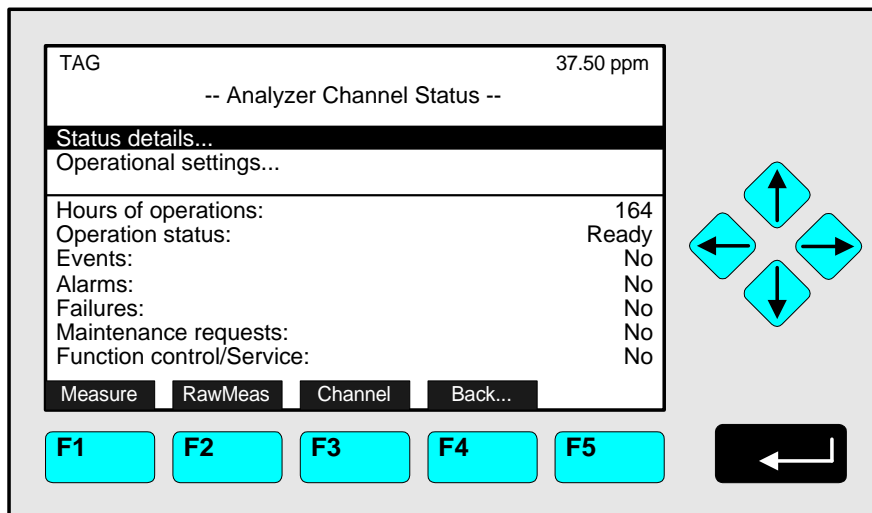 TAG 37.50 ppm
-- Analyzer Channel Status --
Status details...
Operational settings...
Hours of operations: 164
Operation status: Ready
Events: No
Alarms: No
Failures: No
Maintenance requests: No
Function control/Service: No
Measure RawMeas Channel Back...
F1 F2 F3 F4 F5